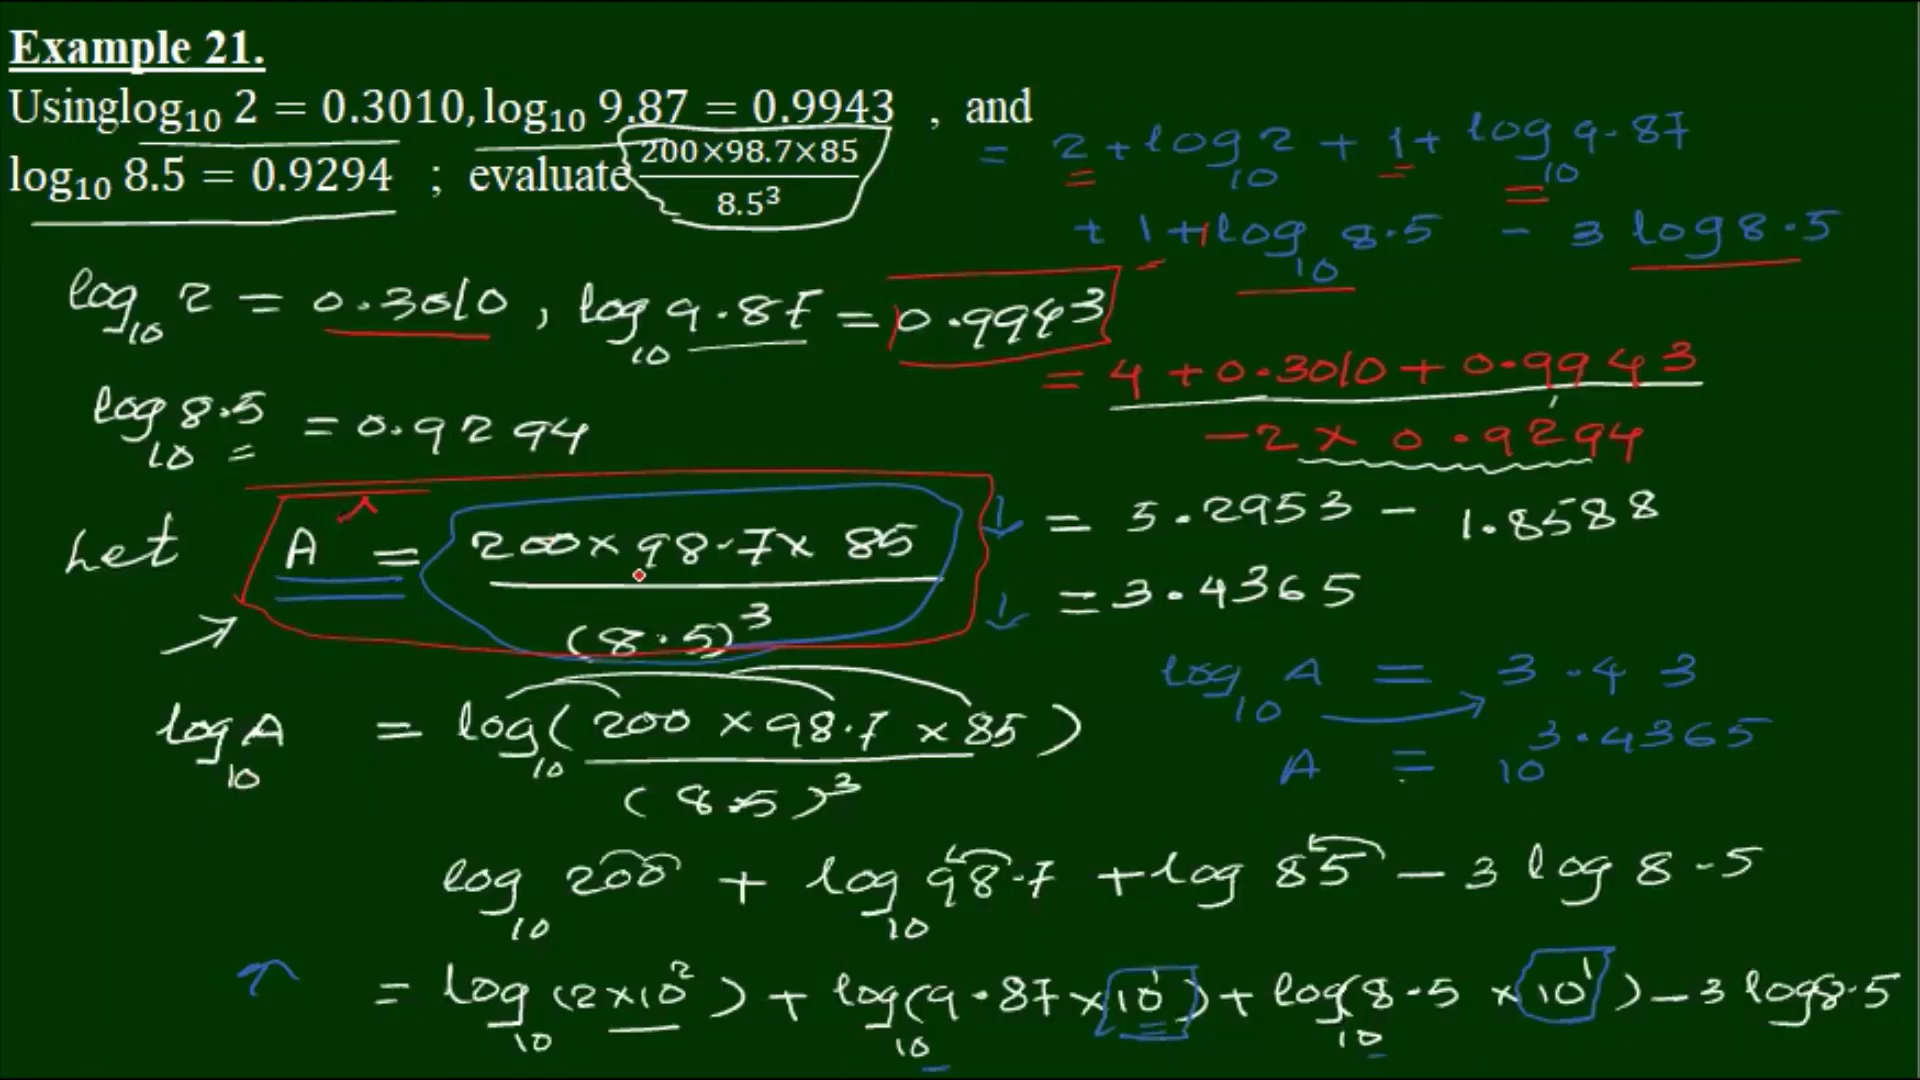 Example 21.
Usinglog₁₀ 2 = 0.3010, log₁₀ 9.87 = 0.9943 , and
log₁₀ 8.5 = 0.9294 ; evaluate 200×98.7×85 / 8.5³
log₁₀ 2 = 0.3010 , log₁₀ 9.87 = 0.9943
log₁₀ 8.5 = 0.9294
Let A = 200 × 98.7 × 85 / (8.5)³
log₁₀ A = log₁₀ ( 200 × 98.7 × 85 / (8.5)³ )
log₁₀ 200 + log₁₀ 98.7 + log 85 − 3 log 8.5
= log₁₀ (2×10²) + log₁₀ (9.87×10¹) + log₁₀ (8.5 ×10¹) − 3 log 8.5
= 2 + log₁₀ 2 + 1 + log₁₀ 9.87
+ 1 + log₁₀ 8.5 − 3 log 8.5
= 4 + 0.3010 + 0.9943
− 2 × 0.9294
= 5.2953 − 1.8588
= 3.4365
log₁₀ A = 3.43
A = 10³·⁴³⁶⁵